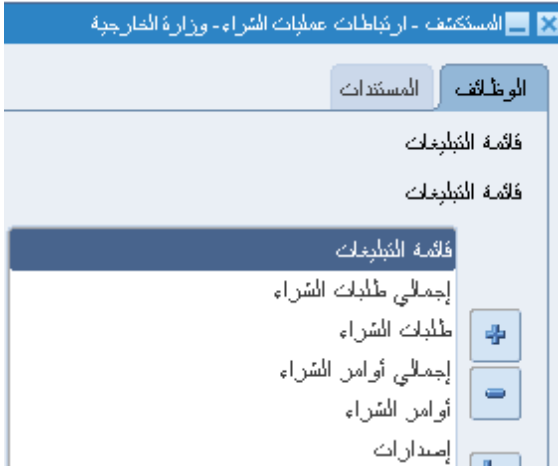 المستكشف - ارتباطات عمليات الشراء - وزارة الخارجية
الوظائف المستندات
قائمة التبليغات
قائمة التبليغات
قائمة التبليغات
إجمالي طلبات الشراء
طلبات الشراء
إجمالي أوامر الشراء
أوامر الشراء
إصدارات